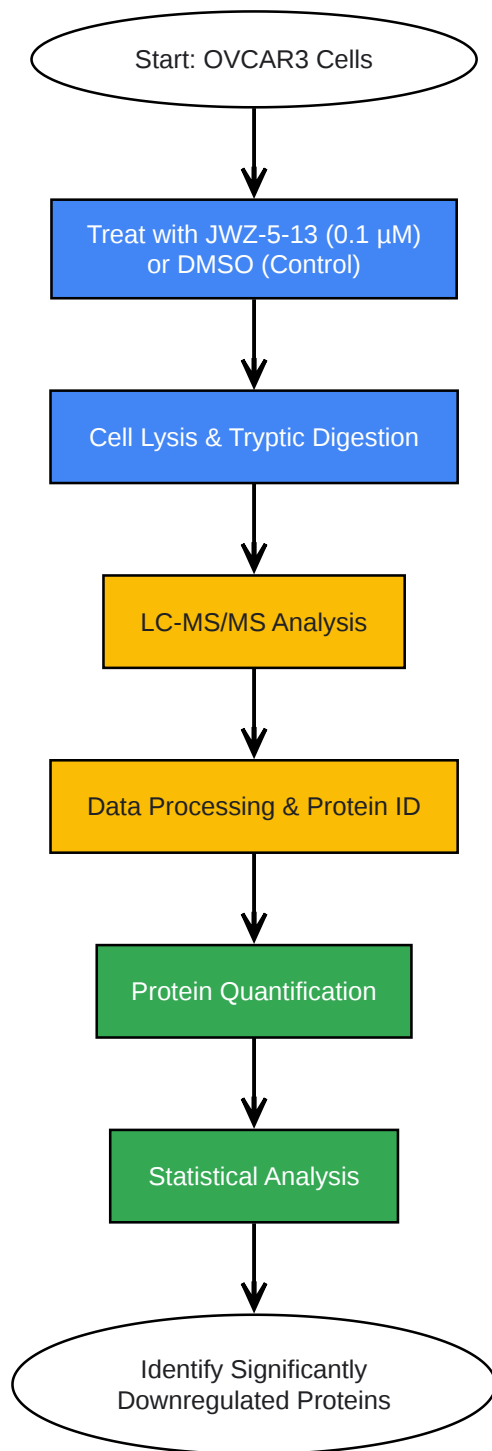 Start: OVCAR3 Cells
Treat with JWZ-5-13 (0.1 µM)
or DMSO (Control)
Cell Lysis & Tryptic Digestion
LC-MS/MS Analysis
Data Processing & Protein ID
Protein Quantification
Statistical Analysis
Identify Significantly
Downregulated Proteins